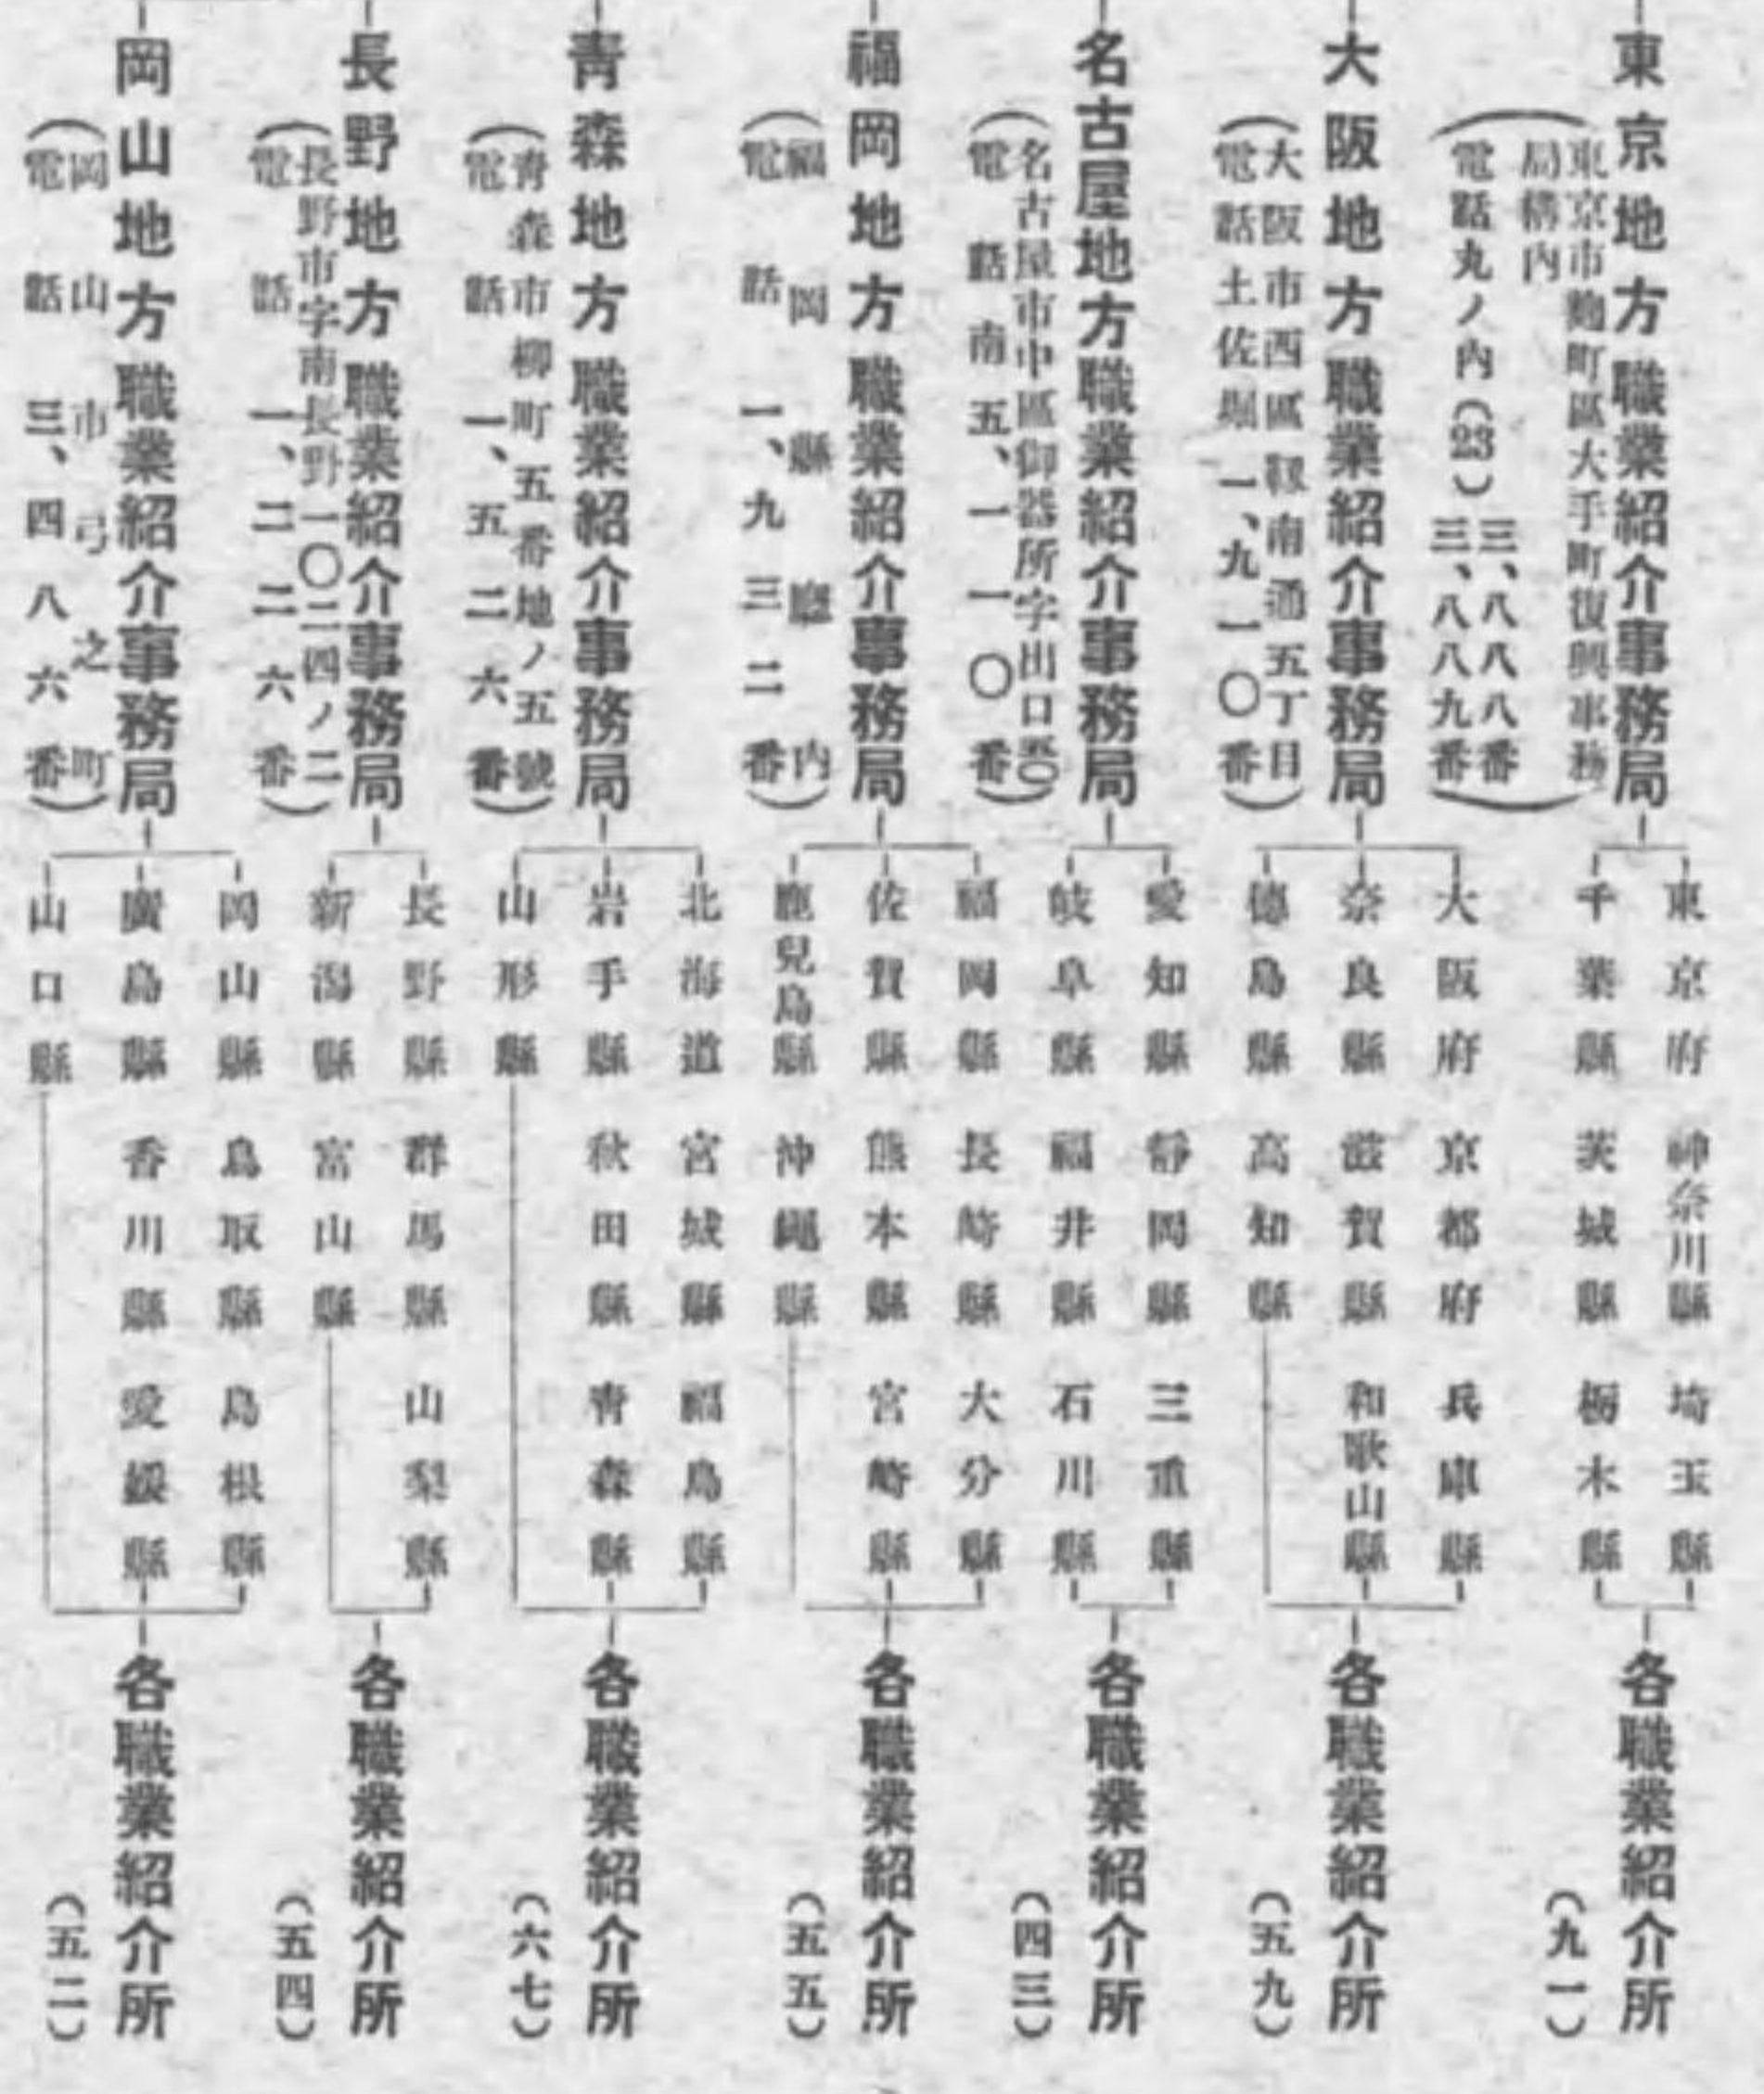 東京地方職業紹介事務局
(東京市麴町區大手町復興事務
局構内
電話丸ノ内(23)三、八八八番
三、八八九番)
東京府 神奈川縣 埼玉縣
千葉縣 茨城縣 栃木縣
各職業紹介所
(九一)
大阪地方職業紹介事務局
(大阪市西區靱南通五丁目
電話土佐堀一、九一〇番)
大阪府 京都府 兵庫縣
奈良縣 滋賀縣 和歌山縣
德島縣 高知縣
各職業紹介所
(五九)
名古屋地方職業紹介事務局
(名古屋市中區御器所字出口
電話南五、一一〇番)
愛知縣 靜岡縣 三重縣
岐阜縣 福井縣 石川縣
各職業紹介所
(四三)
福岡地方職業紹介事務局
(福岡縣廳内
電話一、九三二番)
福岡縣 長崎縣 大分縣
佐賀縣 熊本縣 宮崎縣
鹿兒島縣 沖繩縣
各職業紹介所
(五五)
青森地方職業紹介事務局
(青森市柳町五番地ノ五號
電話一、五二六番)
北海道 宮城縣 福島縣
岩手縣 秋田縣 青森縣
山形縣
各職業紹介所
(六七)
長野地方職業紹介事務局
(長野市字南長野一〇二四ノ二
電話一、二二六番)
長野縣 群馬縣 山梨縣
新潟縣 富山縣
各職業紹介所
(五四)
岡山地方職業紹介事務局
(岡山市弓之町
電話三、四八六番)
岡山縣 鳥取縣 島根縣
廣島縣 香川縣 愛媛縣
山口縣
各職業紹介所
(五二)